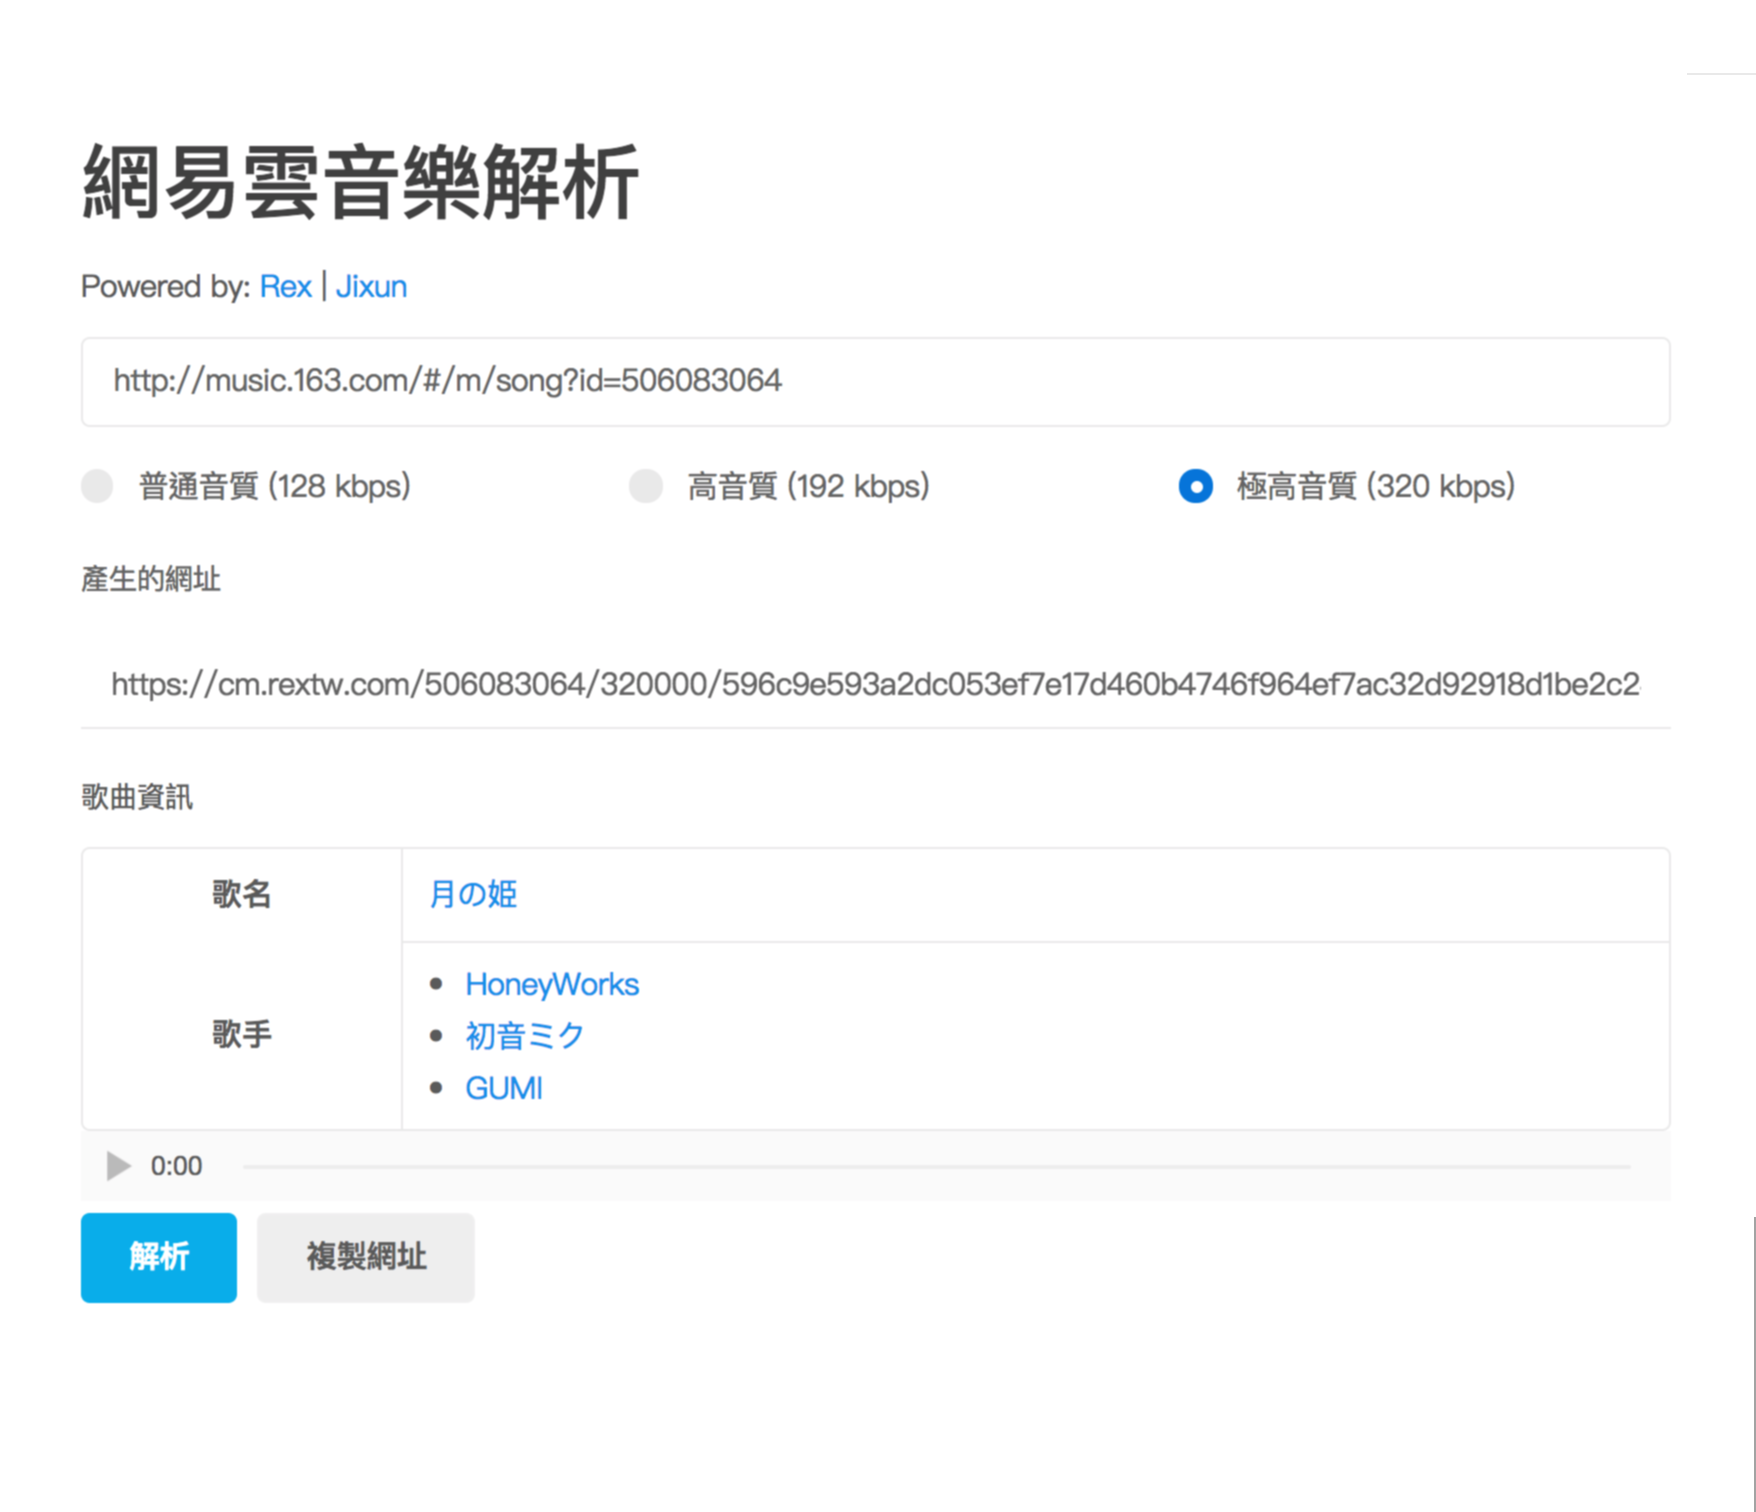 網易雲音樂解析
Powered by: Rex | Jixun
http://music.163.com/#/m/song?id=506083064
普通音質 (128 kbps) 高音質 (192 kbps) 極高音質 (320 kbps)
產生的網址
https://cm.rextw.com/506083064/320000/596c9e593a2dc053ef7e17d460b4746f964ef7ac32d92918d1be2c2
歌曲資訊
歌名 月の姫
歌手
• HoneyWorks
• 初音ミク
• GUMI
0:00
解析 複製網址